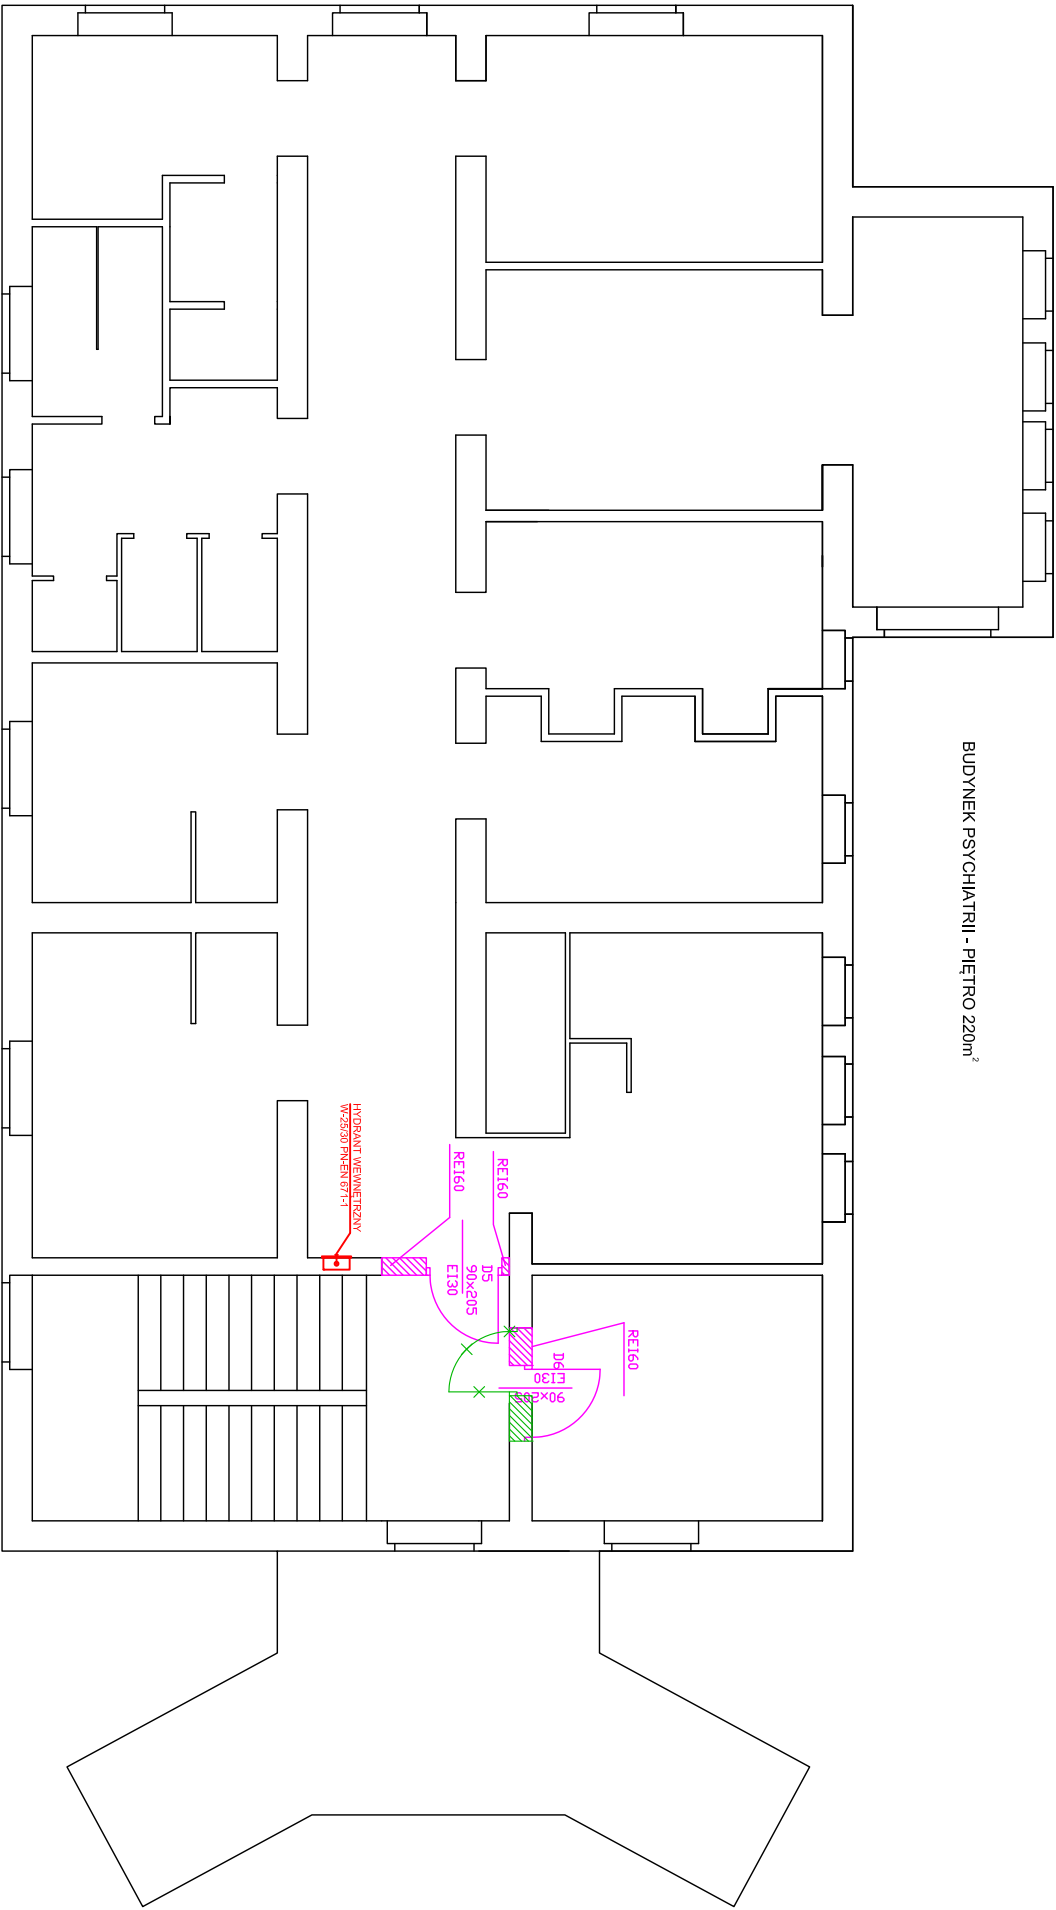 BUDYNEK PSYCHIATRII - PIĘTRO 220m²
HYDRANT WEWNĘTRZNY
W-25/30 PN-EN 671-1
REI60
REI60
D5
90x205
EI30
REI60
D6
EI30
90x205